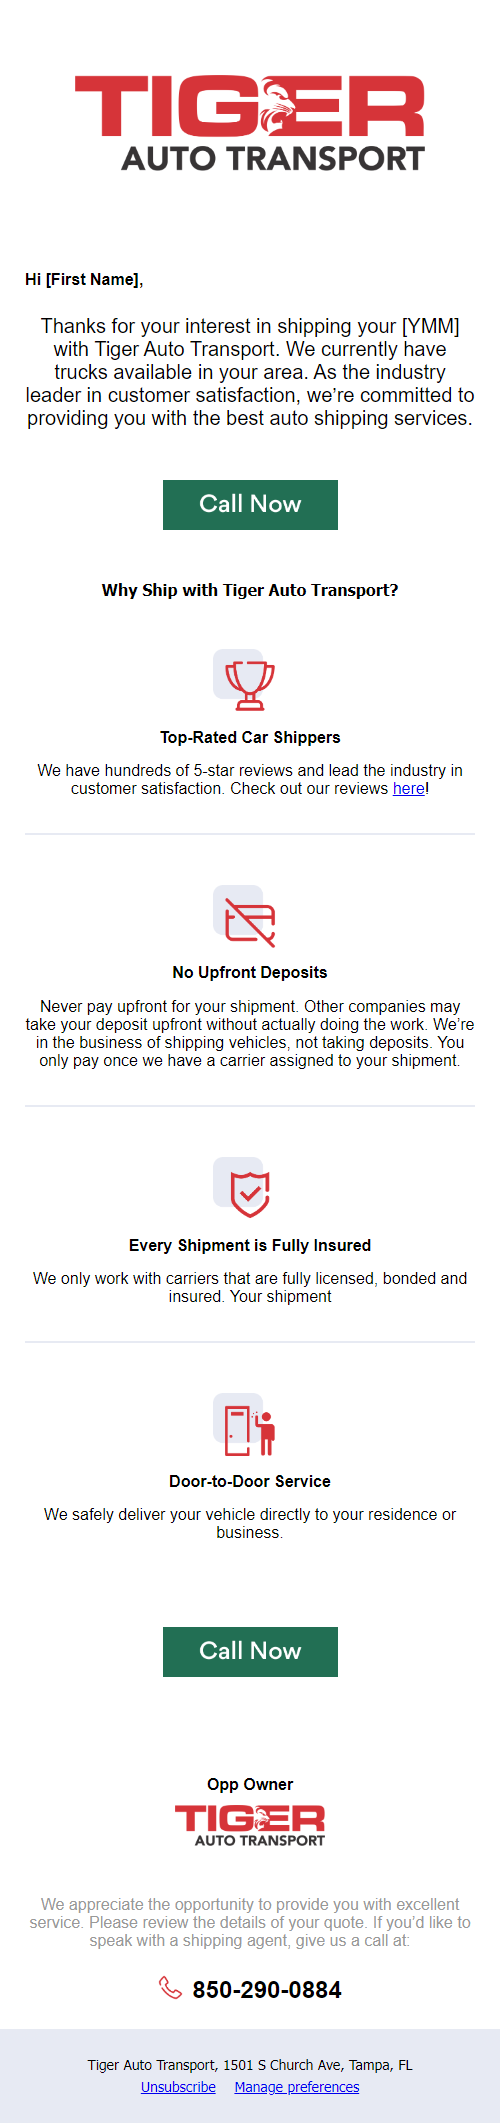 TIGER
AUTO TRANSPORT
Hi [First Name],
Thanks for your interest in shipping your [YMM]
with Tiger Auto Transport. We currently have
trucks available in your area. As the industry
leader in customer satisfaction, we’re committed to
providing you with the best auto shipping services.
Call Now
Why Ship with Tiger Auto Transport?
Top-Rated Car Shippers
We have hundreds of 5-star reviews and lead the industry in
customer satisfaction. Check out our reviews here!
No Upfront Deposits
Never pay upfront for your shipment. Other companies may
take your deposit upfront without actually doing the work. We’re
in the business of shipping vehicles, not taking deposits. You
only pay once we have a carrier assigned to your shipment.
Every Shipment is Fully Insured
We only work with carriers that are fully licensed, bonded and
insured. Your shipment
Door-to-Door Service
We safely deliver your vehicle directly to your residence or
business.
Call Now
Opp Owner
TIGER
AUTO TRANSPORT
We appreciate the opportunity to provide you with excellent
service. Please review the details of your quote. If you’d like to
speak with a shipping agent, give us a call at:
850-290-0884
Tiger Auto Transport, 1501 S Church Ave, Tampa, FL
Unsubscribe Manage preferences